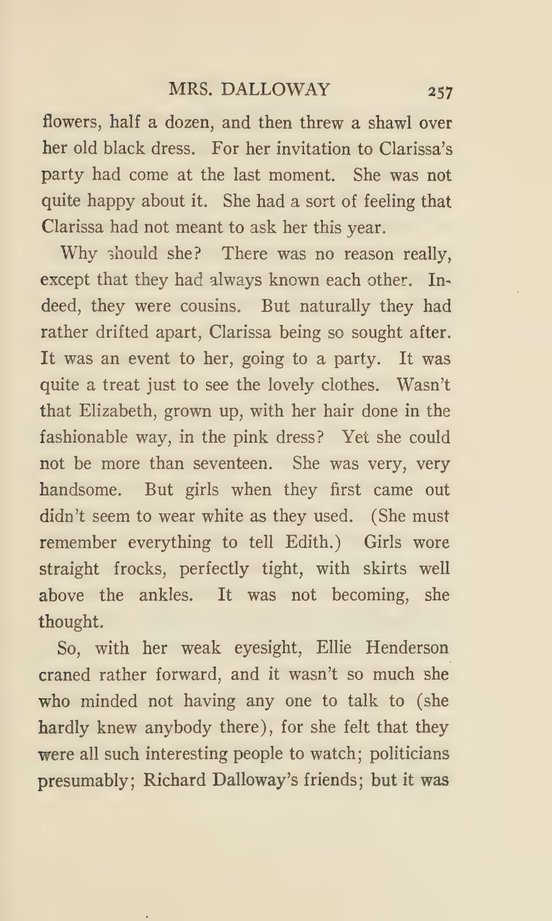 MRS. DALLOWAY 257
flowers, half a dozen, and then threw a shawl over
her old black dress. For her invitation to Clarissa's
party had come at the last moment. She was not
quite happy about it. She had a sort of feeling that
Clarissa had not meant to ask her this year.
Why should she? There was no reason really,
except that they had always known each other. In-
deed, they were cousins. But naturally they had
rather drifted apart, Clarissa being so sought after.
It was an event to her, going to a party. It was
quite a treat just to see the lovely clothes. Wasn't
that Elizabeth, grown up, with her hair done in the
fashionable way, in the pink dress? Yet she could
not be more than seventeen. She was very, very
handsome. But girls when they first came out
didn't seem to wear white as they used. (She must
remember everything to tell Edith.) Girls wore
straight frocks, perfectly tight, with skirts well
above the ankles. It was not becoming, she
thought.
So, with her weak eyesight, Ellie Henderson
craned rather forward, and it wasn't so much she
who minded not having any one to talk to (she
hardly knew anybody there), for she felt that they
were all such interesting people to watch; politicians
presumably; Richard Dalloway's friends; but it was